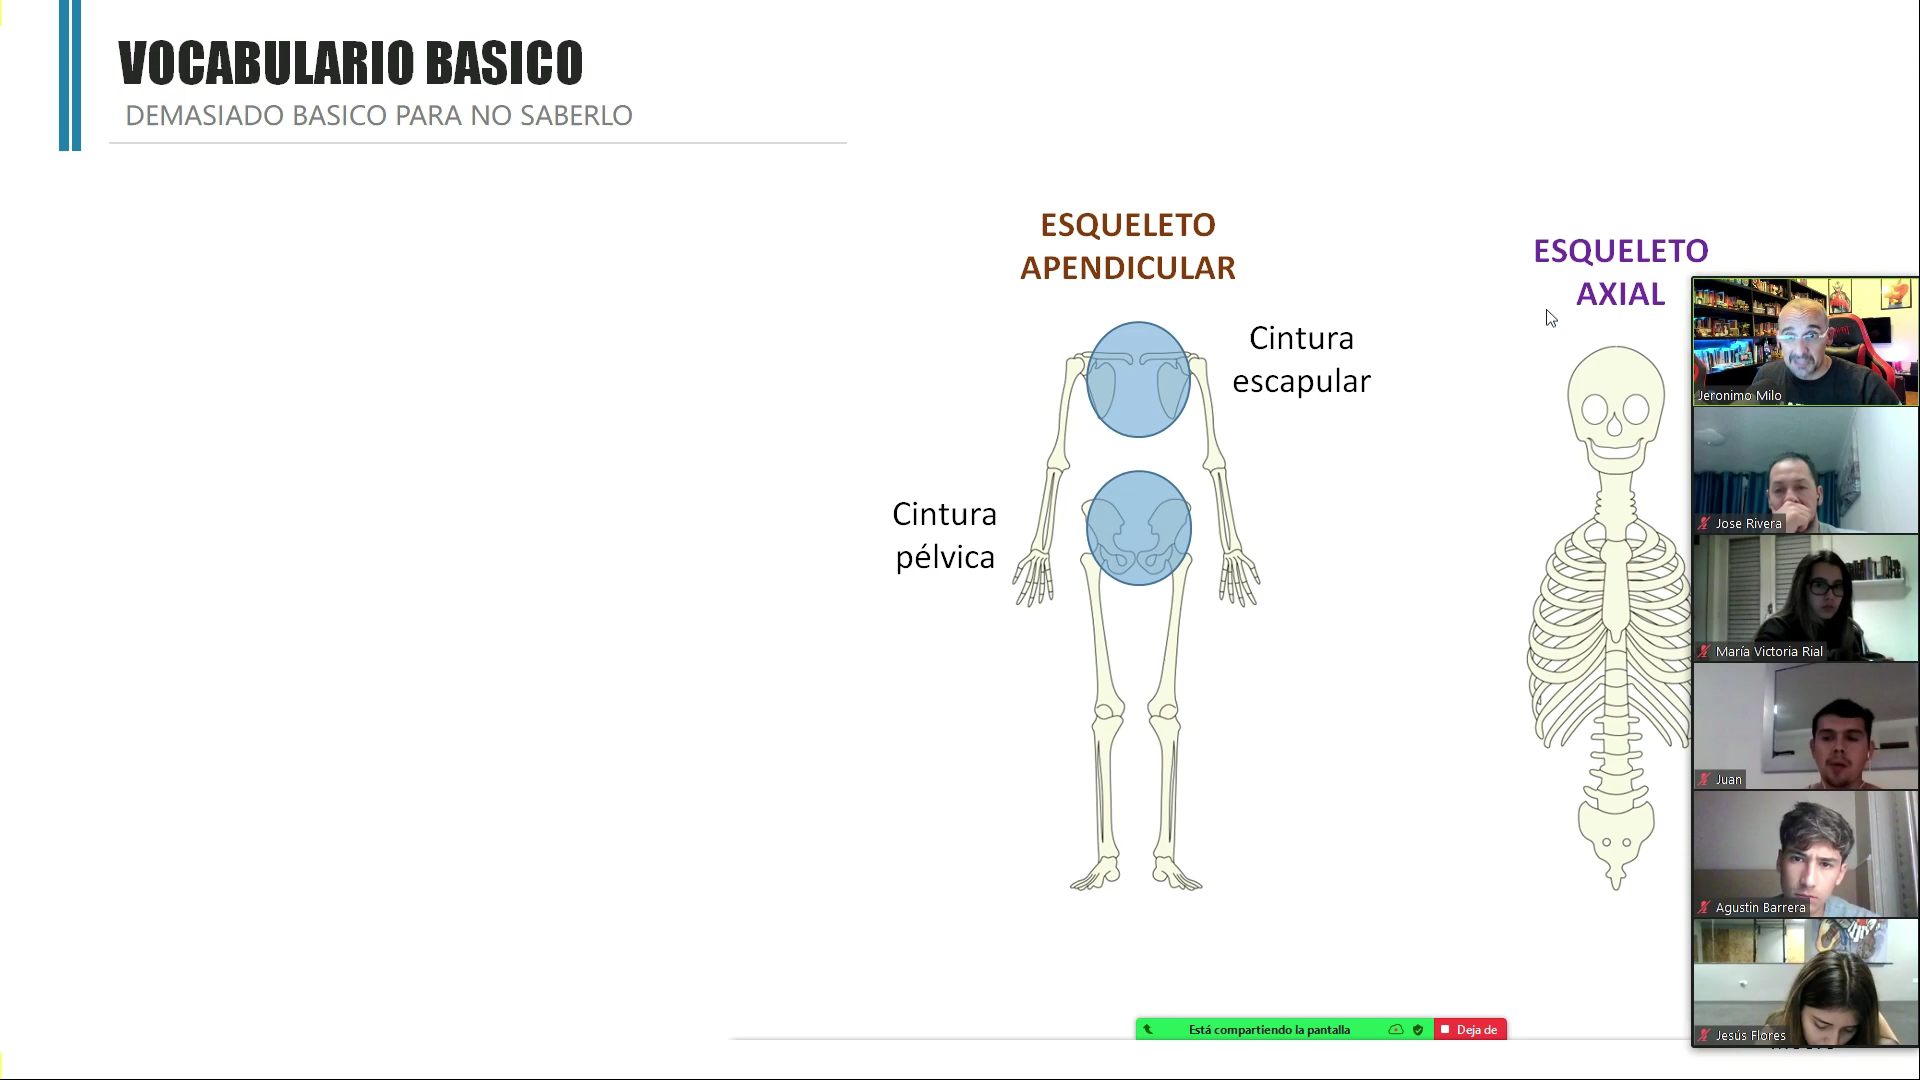 VOCABULARIO BASICO
DEMASIADO BASICO PARA NO SABERLO
ESQUELETO
APENDICULAR
ESQUELETO
AXIAL
Cintura
escapular
Cintura
pélvica
Jeronimo Milo
Jose Rivera
María Victoria Rial
Juan
Agustin Barrera
Jesús Flores
Está compartiendo la pantalla
Deja de